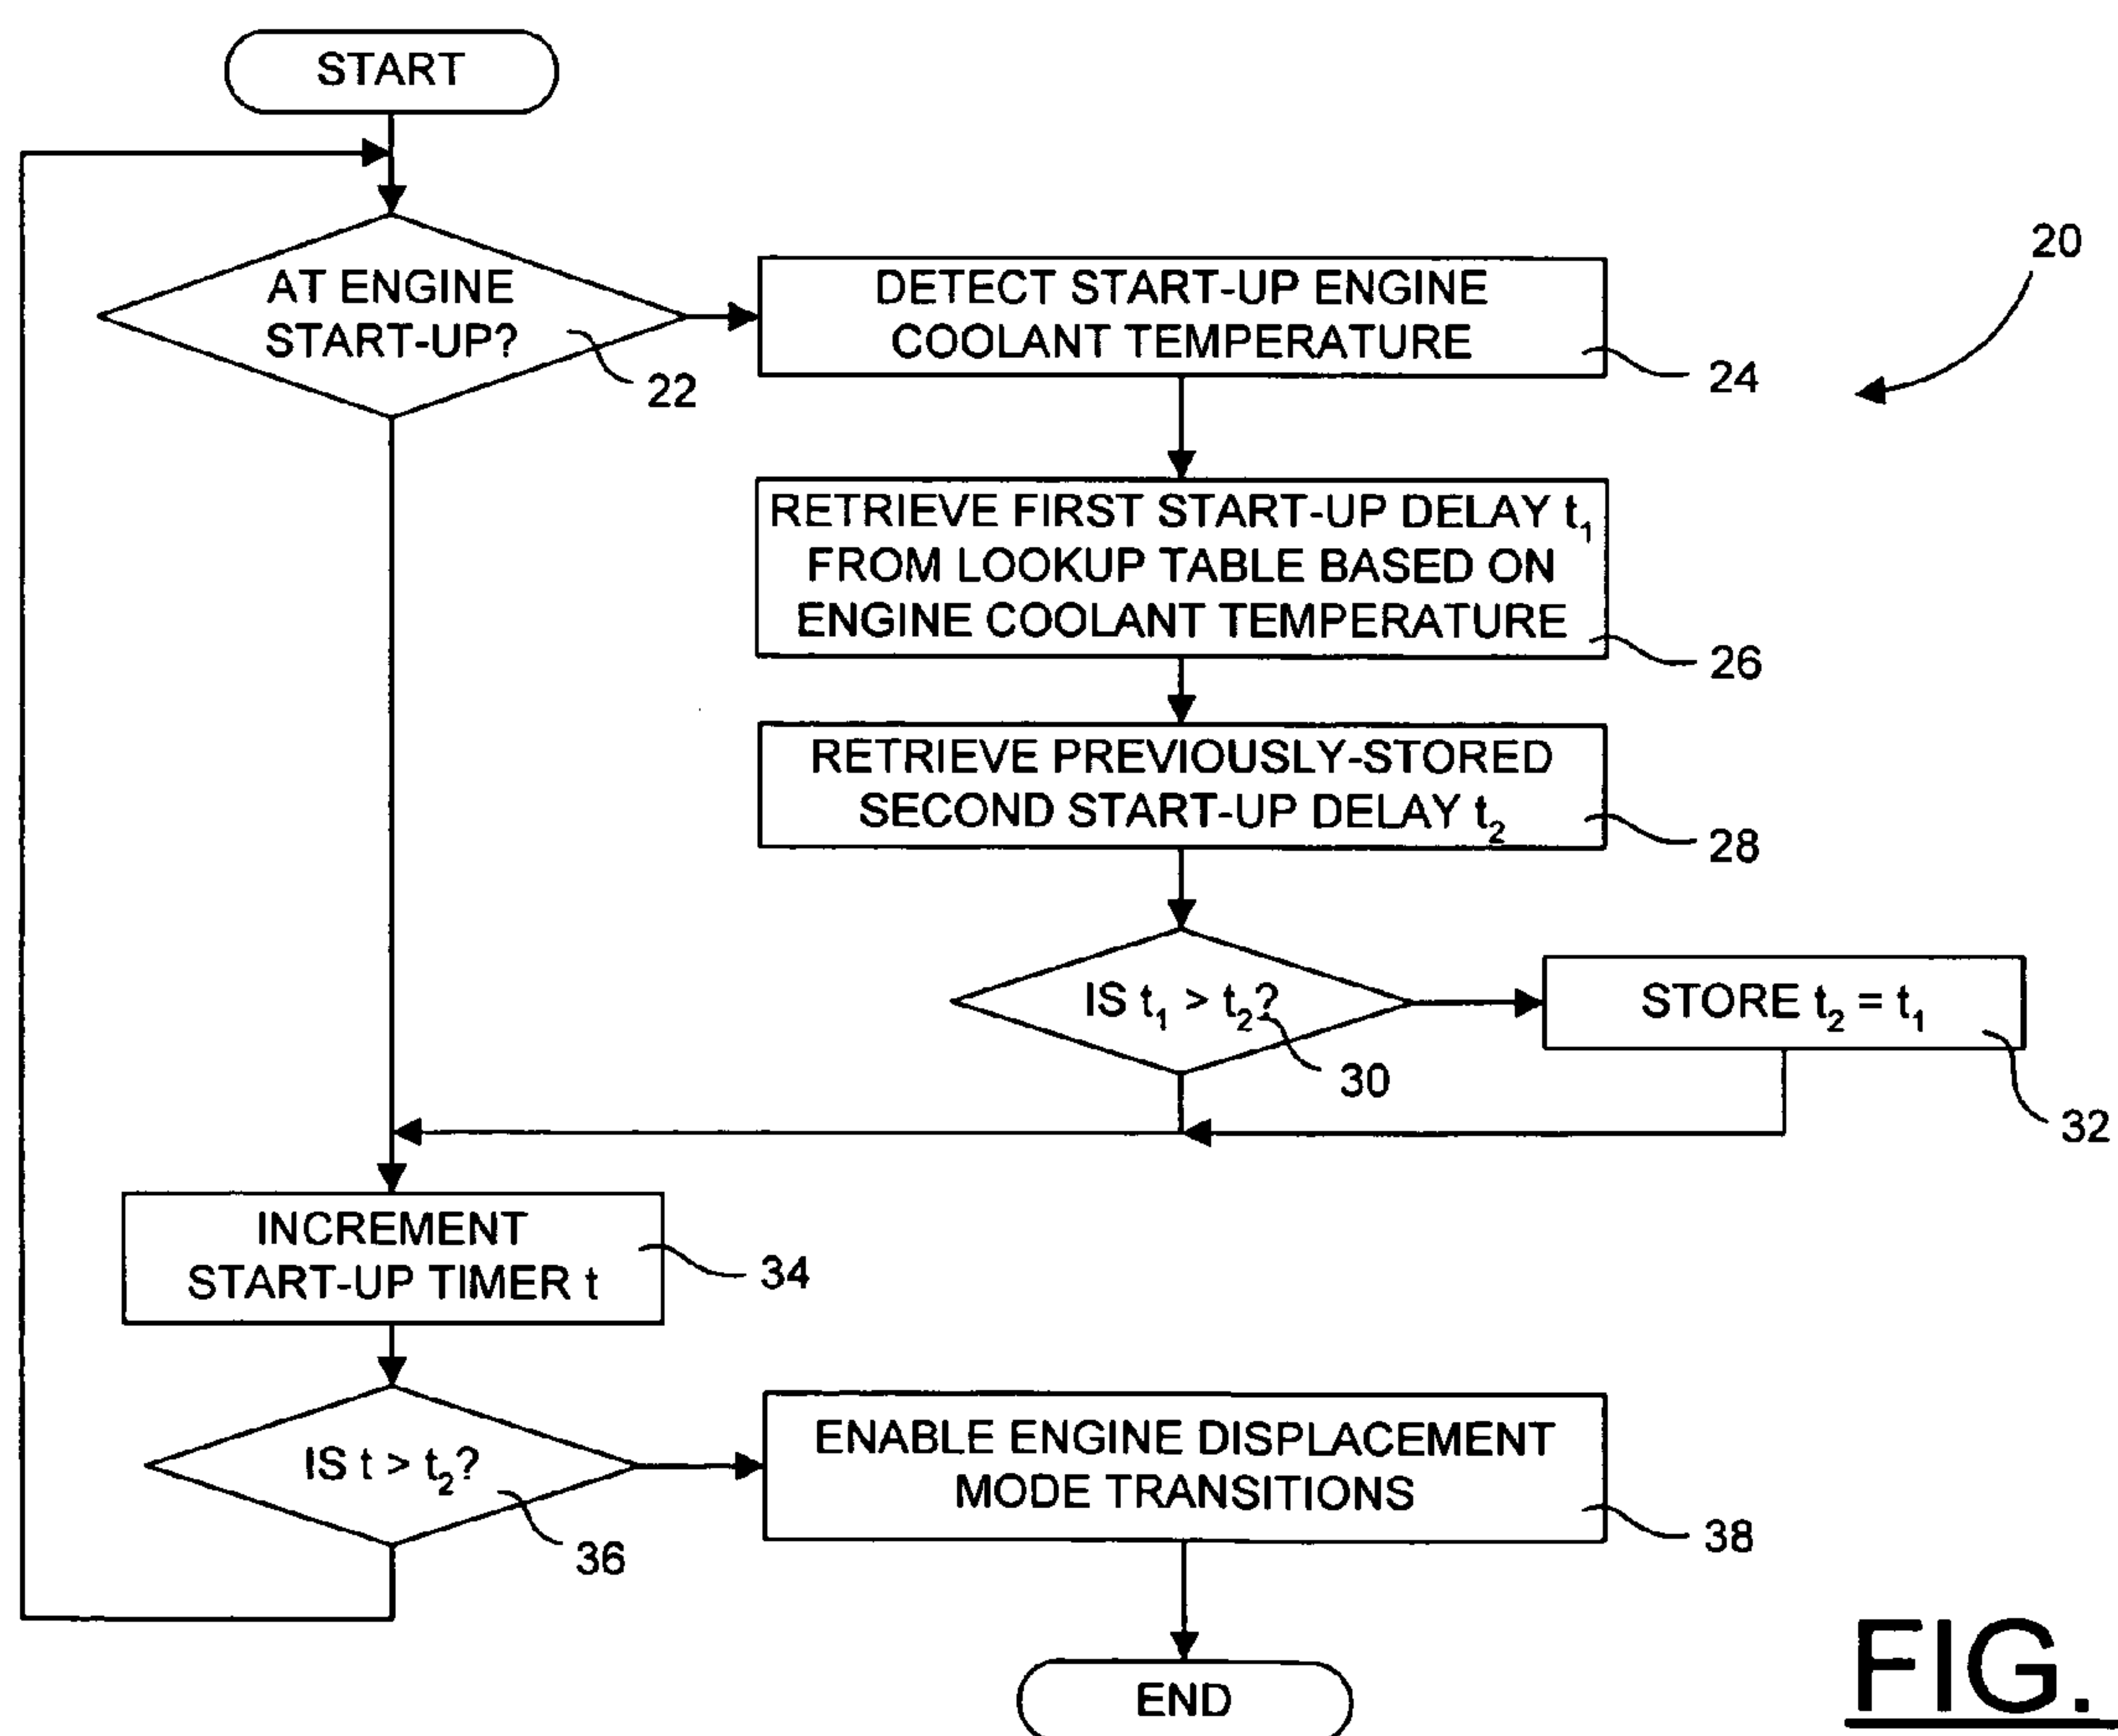 START
AT ENGINE
START-UP?
22
DETECT START-UP ENGINE
COOLANT TEMPERATURE
24
20
RETRIEVE FIRST START-UP DELAY t₁
FROM LOOKUP TABLE BASED ON
ENGINE COOLANT TEMPERATURE
26
RETRIEVE PREVIOUSLY-STORED
SECOND START-UP DELAY t₂
28
IS t₁ > t₂?
30
STORE t₂ = t₁
32
INCREMENT
START-UP TIMER t
34
IS t > t₂?
36
ENABLE ENGINE DISPLACEMENT
MODE TRANSITIONS
38
END
FIG.